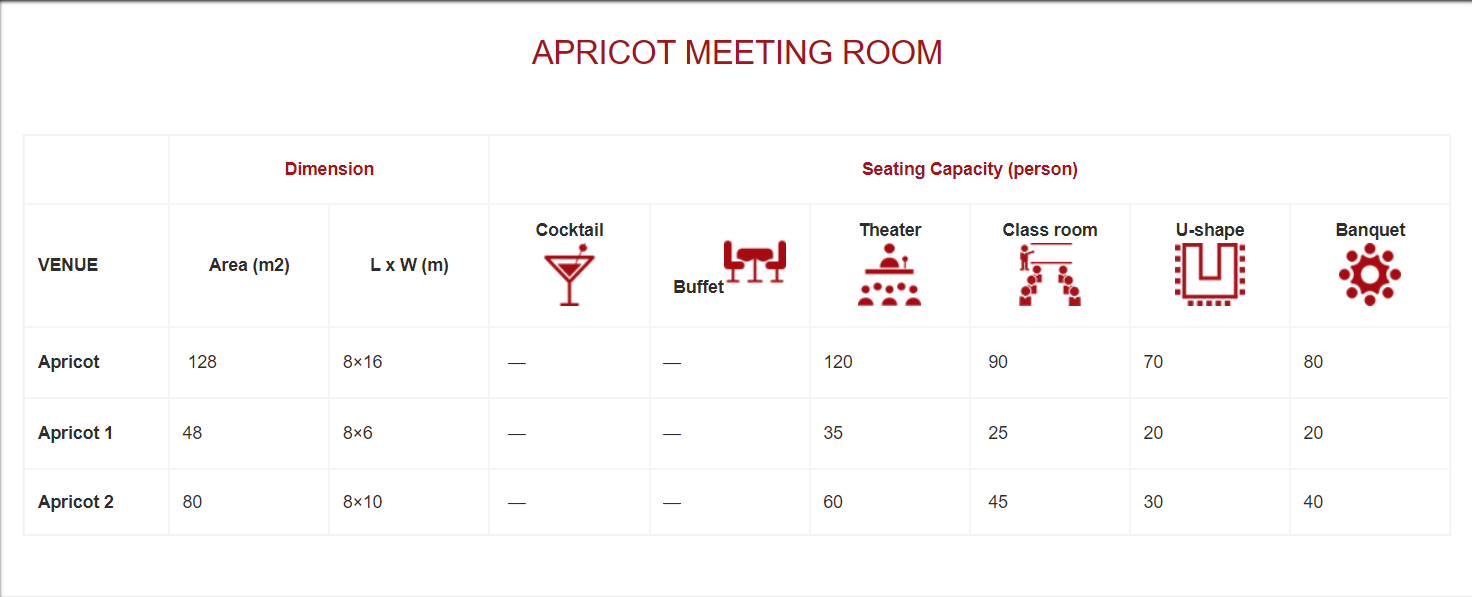 APRICOT MEETING ROOM
Dimension Seating Capacity (person)
VENUE Area (m2) L x W (m) Cocktail Buffet Theater Class room U-shape Banquet
Apricot 128 8×16 — — 120 90 70 80
Apricot 1 48 8×6 — — 35 25 20 20
Apricot 2 80 8×10 — — 60 45 30 40